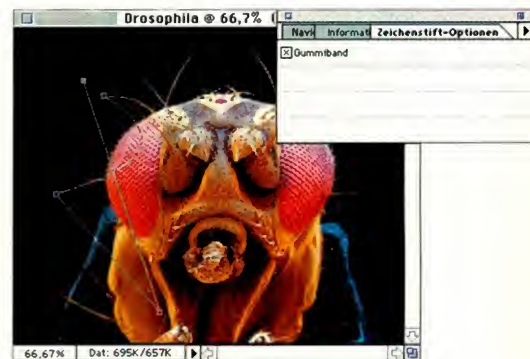 Drosophila @ 66,7% (
Navi Informat Zeichenstift-Optionen
Gummiband
66,67% Dat: 695K/657K